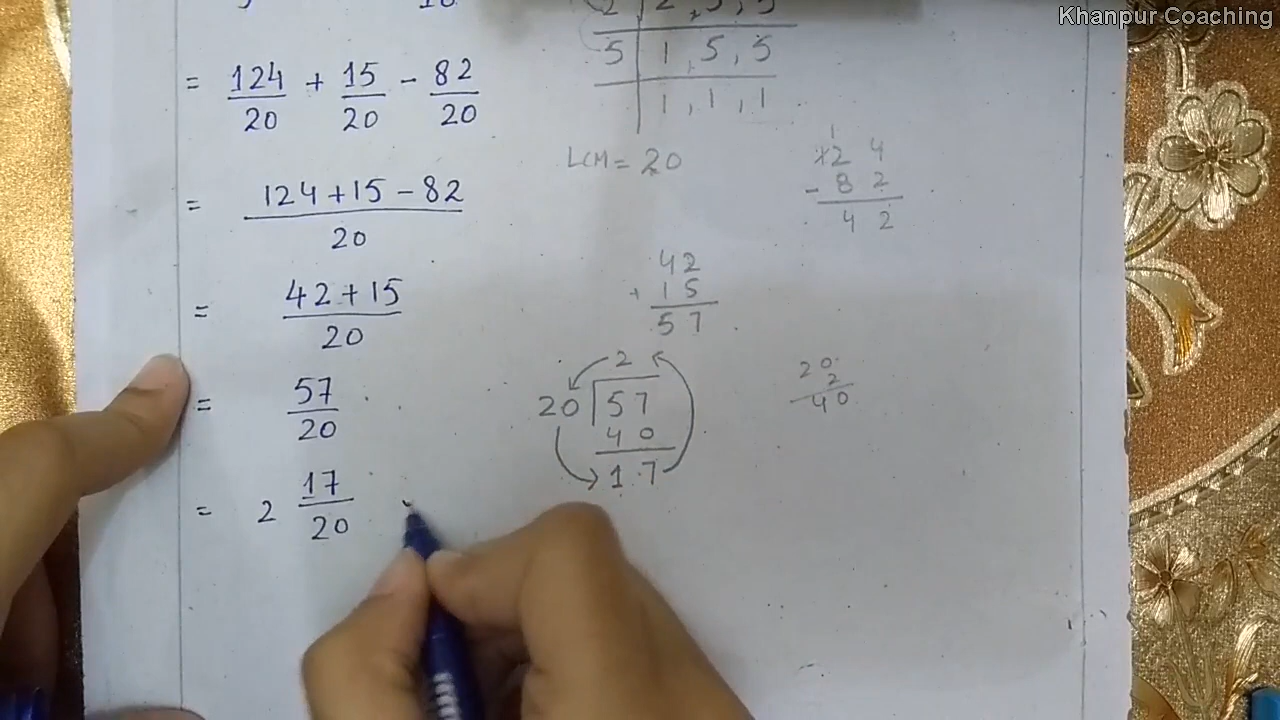 Khanpur Coaching
= 124/20 + 15/20 - 82/20
= 124+15-82/20
= 42+15/20
= 57/20
= 2 17/20
5 | 1, 5, 5
1, 1, 1
LCM = 20
124
- 82
42
42
+ 15
57
2
20 57
40
17
20
2
40